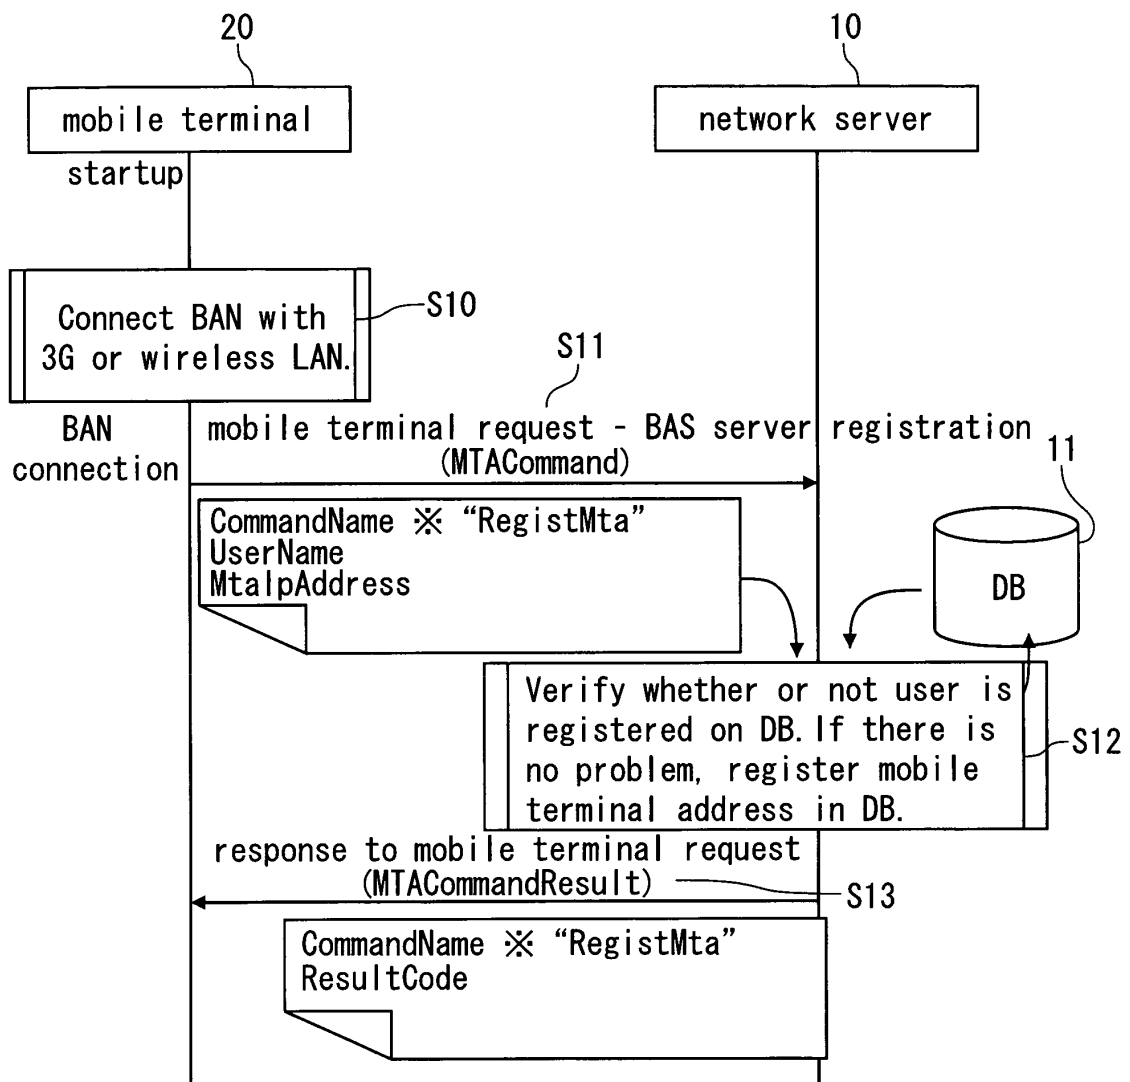 20
10
mobile terminal
network server
startup
Connect BAN with
3G or wireless LAN.
S10
S11
BAN
connection
mobile terminal request - BAS server registration
(MTACommand)
11
CommandName ※ “RegistMta”
UserName
MtaIpAddress
DB
Verify whether or not user is
registered on DB. If there is
no problem, register mobile
terminal address in DB.
S12
response to mobile terminal request
(MTACommandResult)
S13
CommandName ※ “RegistMta”
ResultCode